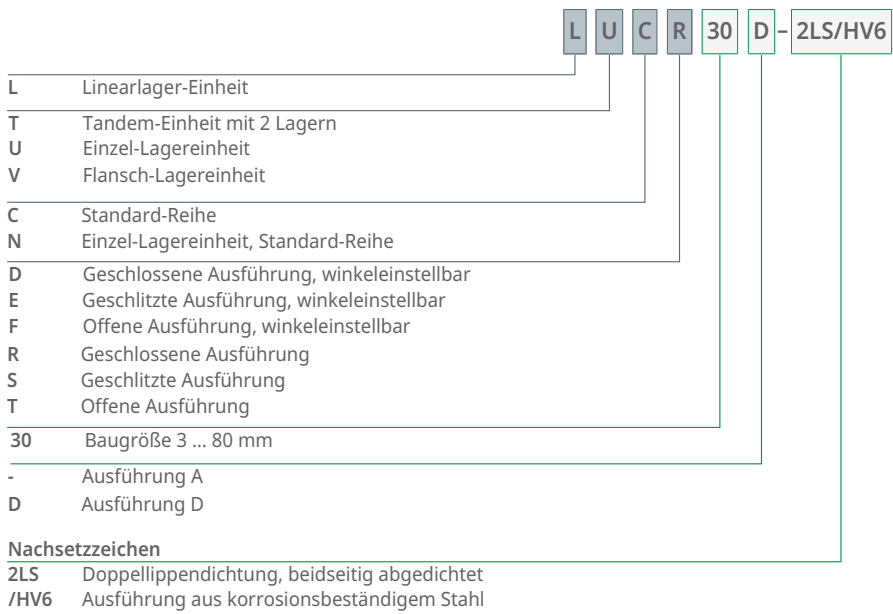 L U C R 30 D - 2LS/HV6
L Linearlager-Einheit
T Tandem-Einheit mit 2 Lagern
U Einzel-Lagereinheit
V Flansch-Lagereinheit
C Standard-Reihe
N Einzel-Lagereinheit, Standard-Reihe
D Geschlossene Ausführung, winkeleinstellbar
E Geschlitzte Ausführung, winkeleinstellbar
F Offene Ausführung, winkeleinstellbar
R Geschlossene Ausführung
S Geschlitzte Ausführung
T Offene Ausführung
30 Baugröße 3 ... 80 mm
- Ausführung A
D Ausführung D
Nachsetzzeichen
2LS Doppellippendichtung, beidseitig abgedichtet
/HV6 Ausführung aus korrosionsbeständigem Stahl